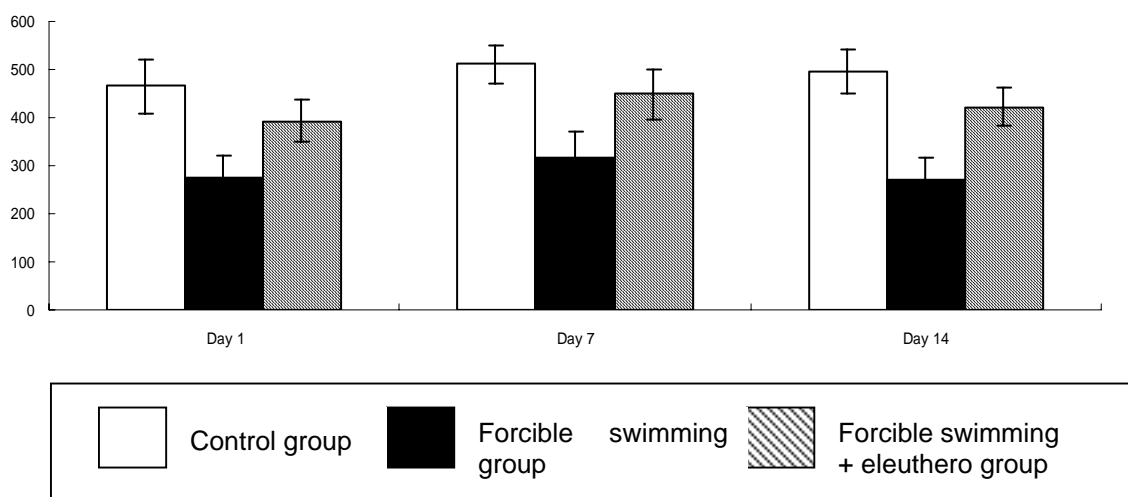 600
500
400
300
200
100
0
Day 1 Day 7 Day 14
Control group
Forcible swimming
group
Forcible swimming
+ eleuthero group